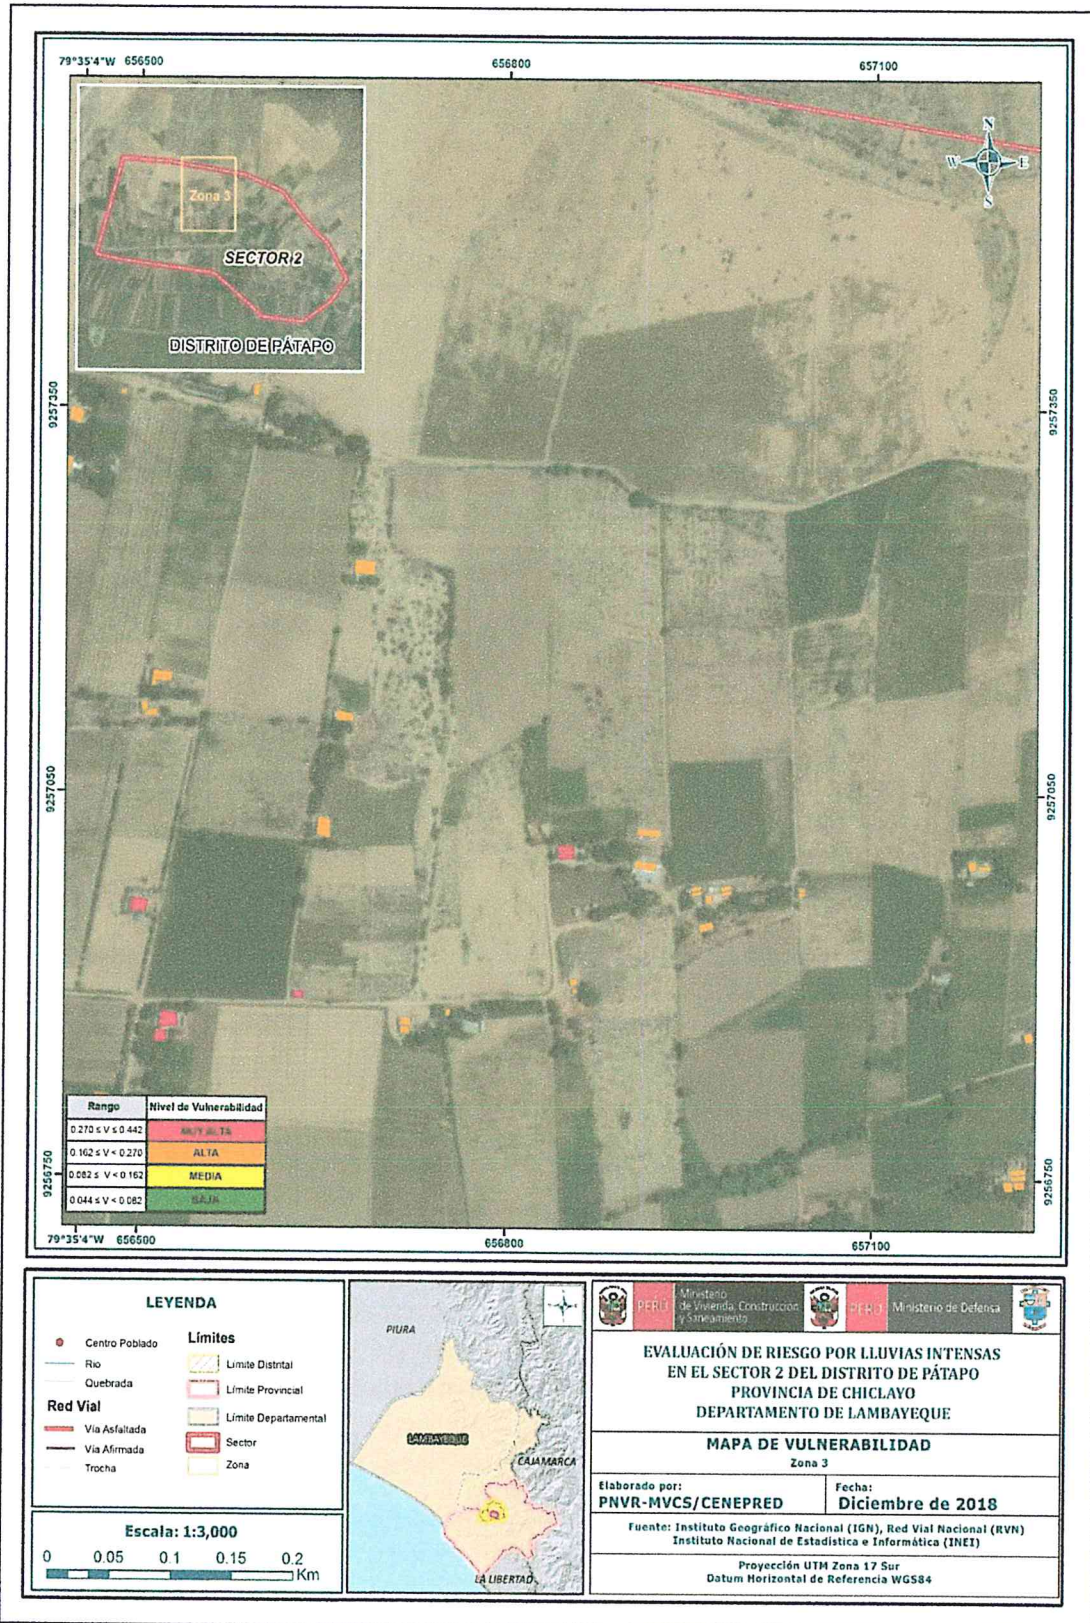 79°35'4"W 656500 656800 657100
Zona 3
SECTOR 2
DISTRITO DE PÁTAPO
N
W E
S
9257350 9257350
9257050 9257050
9256750 9256750
Rango Nivel de Vulnerabilidad
0.270 ≤ V ≤ 0.442 MUY ALTA
0.162 ≤ V < 0.270 ALTA
0.082 ≤ V < 0.162 MEDIA
0.044 ≤ V < 0.082 BAJA
79°35'4"W 656500 656800 657100
LEYENDA
Centro Poblado
Rio
Quebrada
Red Vial
Vía Asfaltada
Vía Afirmada
Trocha
Límites
Límite Distrital
Límite Provincial
Límite Departamental
Sector
Zona
Escala: 1:3,000
0 0.05 0.1 0.15 0.2
Km
PIURA
LAMBAYEQUE
CAJAMARCA
LA LIBERTAD
PERÚ
Ministerio
de Vivienda, Construcción
y Saneamiento
PERÚ
Ministerio de Defensa
EVALUACIÓN DE RIESGO POR LLUVIAS INTENSAS
EN EL SECTOR 2 DEL DISTRITO DE PÁTAPO
PROVINCIA DE CHICLAYO
DEPARTAMENTO DE LAMBAYEQUE
MAPA DE VULNERABILIDAD
Zona 3
Elaborado por:
PNVR-MVCS/CENEPRED
Fecha:
Diciembre de 2018
Fuente: Instituto Geográfico Nacional (IGN), Red Vial Nacional (RVN)
Instituto Nacional de Estadística e Informática (INEI)
Proyección UTM Zona 17 Sur
Datum Horizontal de Referencia WGS84